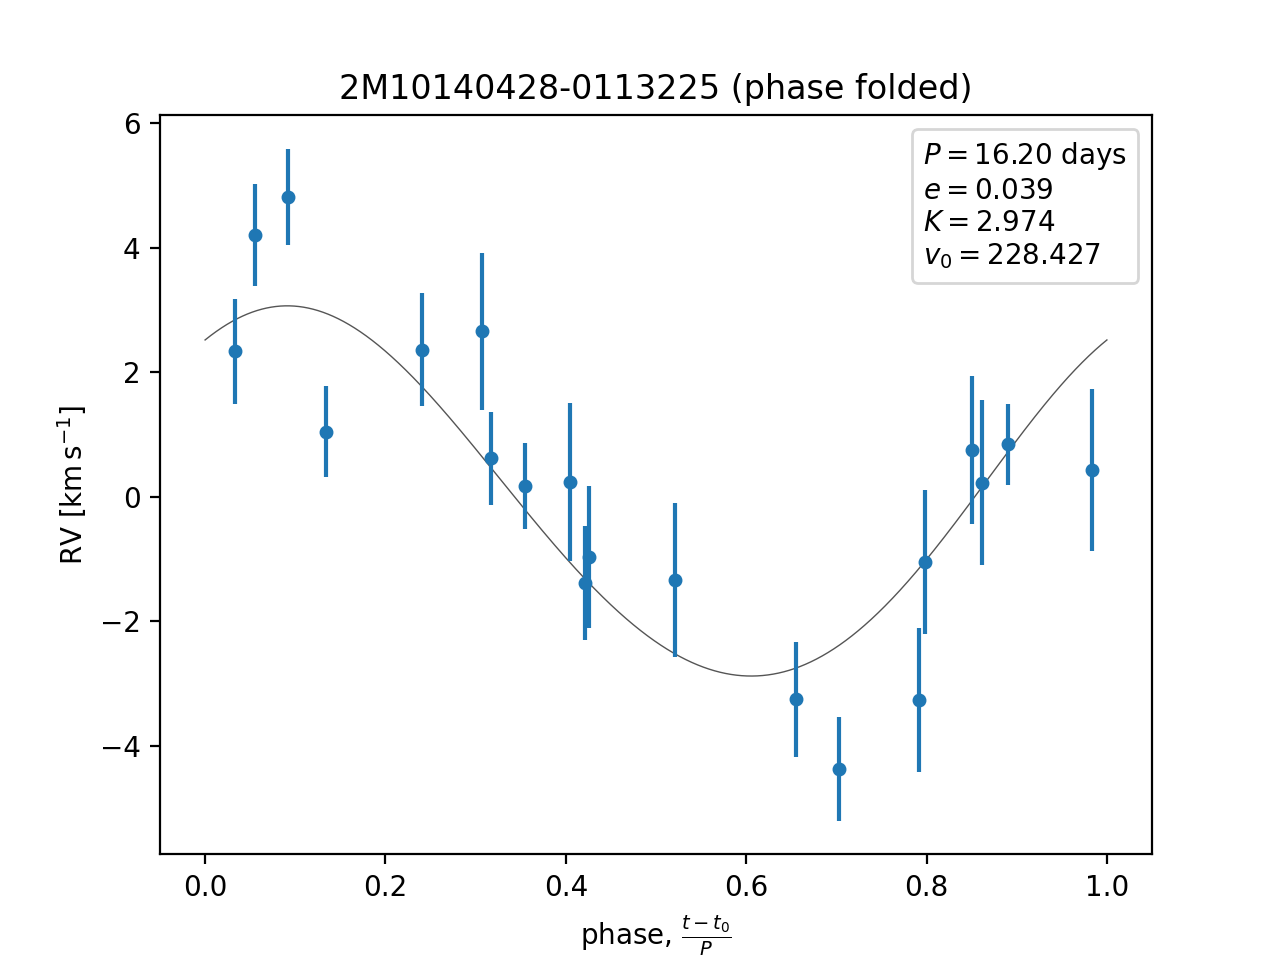 2M10140428-0113225 (phase folded)
P = 16.20 days
e = 0.039
K = 2.974
v₀ = 228.427
RV [km s⁻¹]
6
4
2
0
−2
−4
0.0 0.2 0.4 0.6 0.8 1.0
phase, (t − t₀)/P